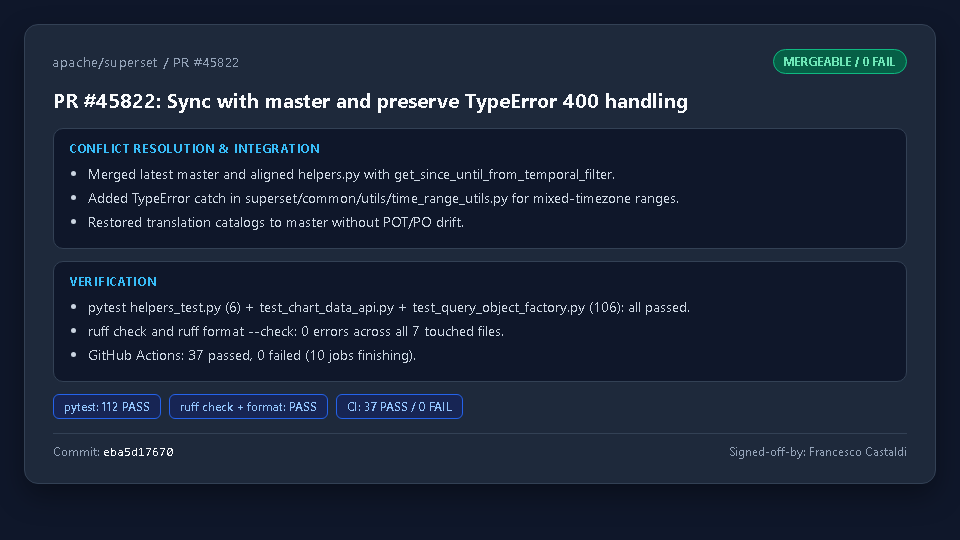 apache/superset / PR #45822
MERGEABLE / 0 FAIL
PR #45822: Sync with master and preserve TypeError 400 handling
CONFLICT RESOLUTION & INTEGRATION
• Merged latest master and aligned helpers.py with get_since_until_from_temporal_filter.
• Added TypeError catch in superset/common/utils/time_range_utils.py for mixed-timezone ranges.
• Restored translation catalogs to master without POT/PO drift.
VERIFICATION
• pytest helpers_test.py (6) + test_chart_data_api.py + test_query_object_factory.py (106): all passed.
• ruff check and ruff format --check: 0 errors across all 7 touched files.
• GitHub Actions: 37 passed, 0 failed (10 jobs finishing).
pytest: 112 PASS
ruff check + format: PASS
CI: 37 PASS / 0 FAIL
Commit: eba5d17670
Signed-off-by: Francesco Castaldi